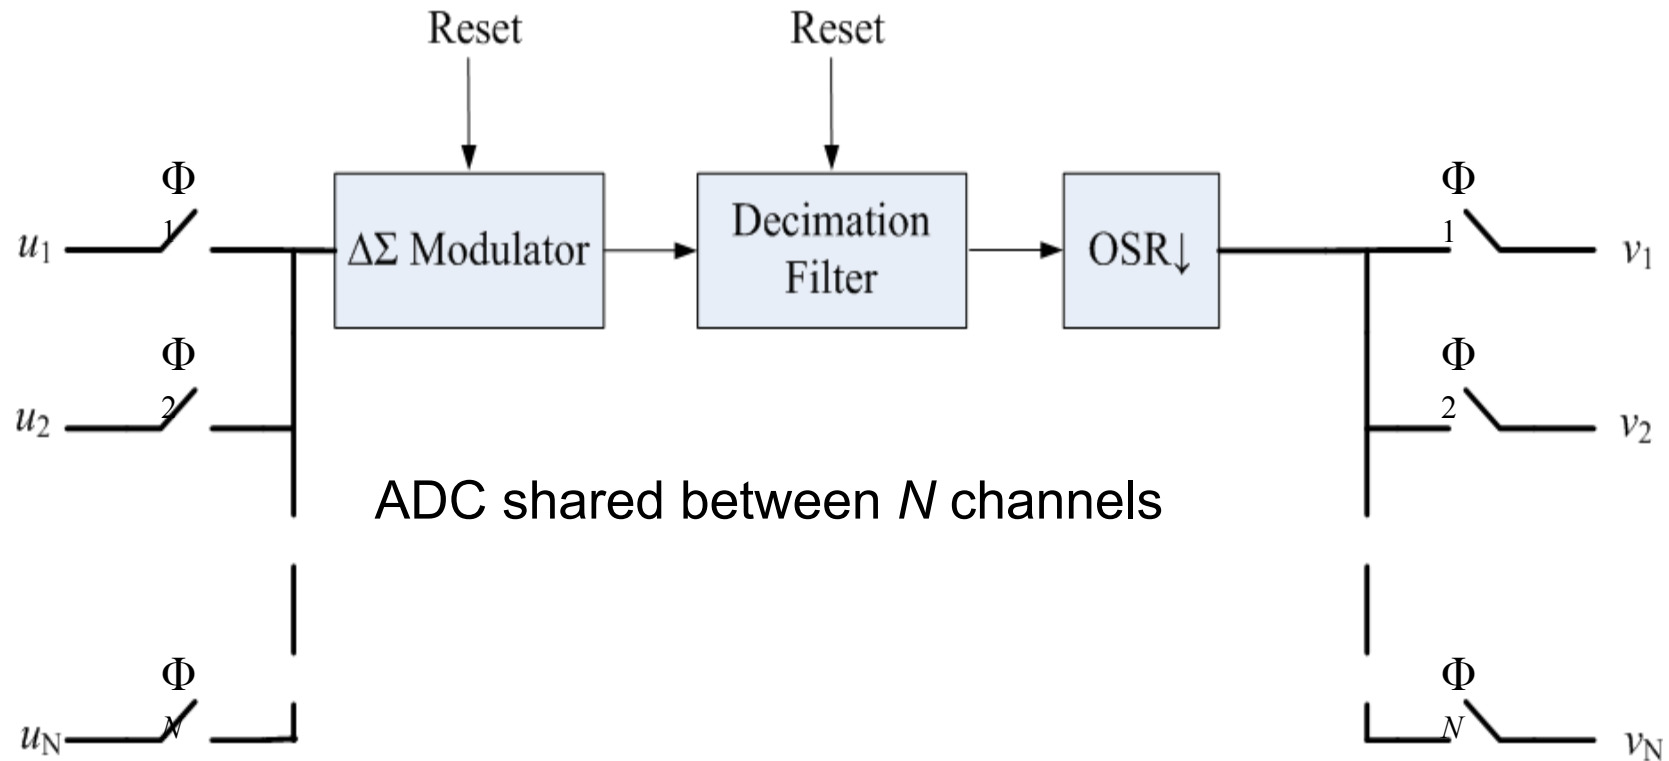 Reset
Reset
Φ
1
Φ
1
u1
ΔΣ Modulator
Decimation
Filter
OSR↓
v1
Φ
2
Φ
2
u2
v2
ADC shared between N channels
Φ
N
Φ
N
uN
vN